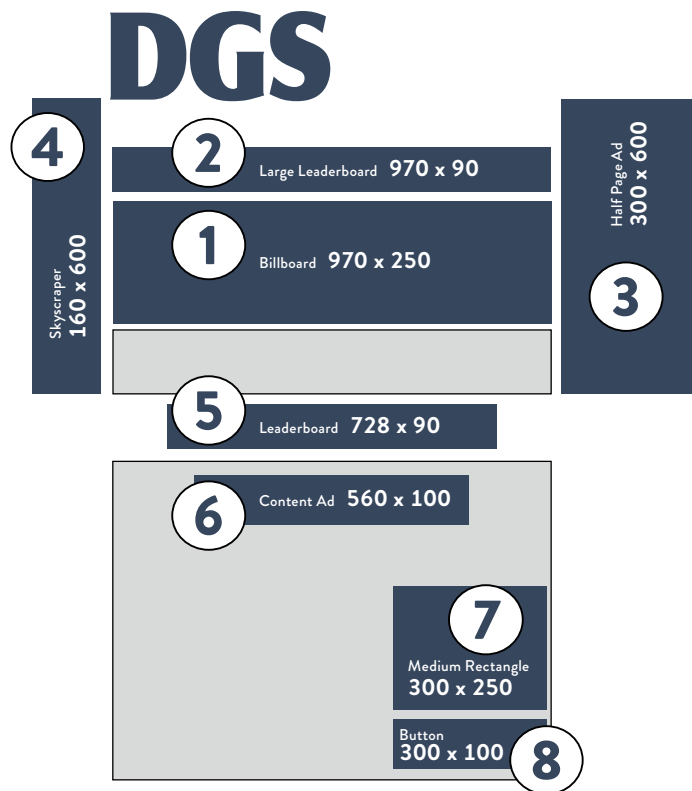 DGS
4
Skyscraper
160 x 600
2
Large Leaderboard 970 x 90
1
Billboard 970 x 250
Half Page Ad
300 x 600
3
5
Leaderboard 728 x 90
6
Content Ad 560 x 100
7
Medium Rectangle
300 x 250
Button
300 x 100
8